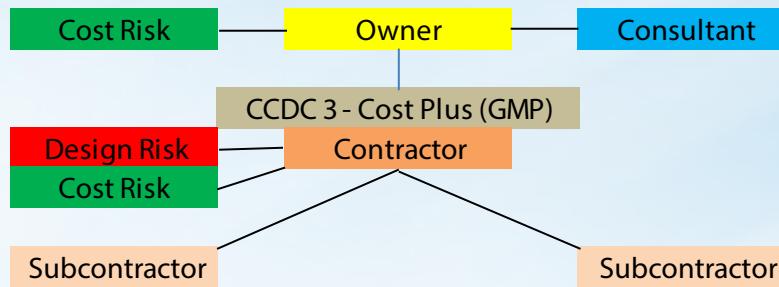 Cost Risk
Owner
Consultant
CCDC 3 - Cost Plus (GMP)
Design Risk
Contractor
Cost Risk
Subcontractor
Subcontractor